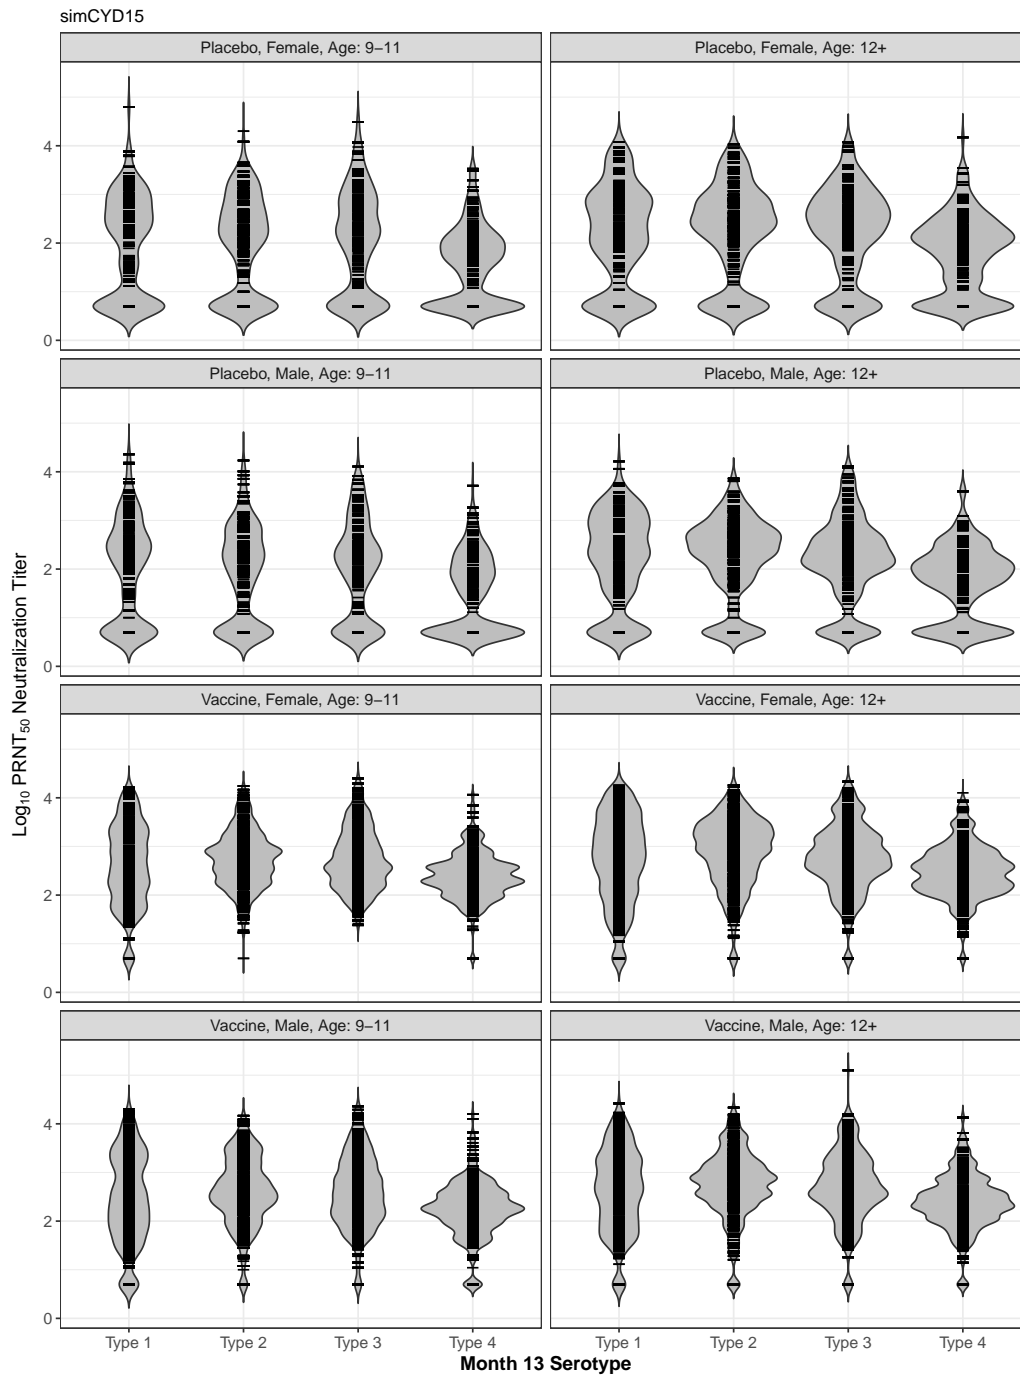 simCYD15
Placebo, Female, Age: 9−11
Placebo, Female, Age: 12+
4
2
0
Placebo, Male, Age: 9−11
Placebo, Male, Age: 12+
4
2
0
Vaccine, Female, Age: 9−11
Vaccine, Female, Age: 12+
4
2
0
Vaccine, Male, Age: 9−11
Vaccine, Male, Age: 12+
4
2
0
Log₁₀ PRNT₅₀ Neutralization Titer
Type 1 Type 2 Type 3 Type 4 Type 1 Type 2 Type 3 Type 4
Month 13 Serotype